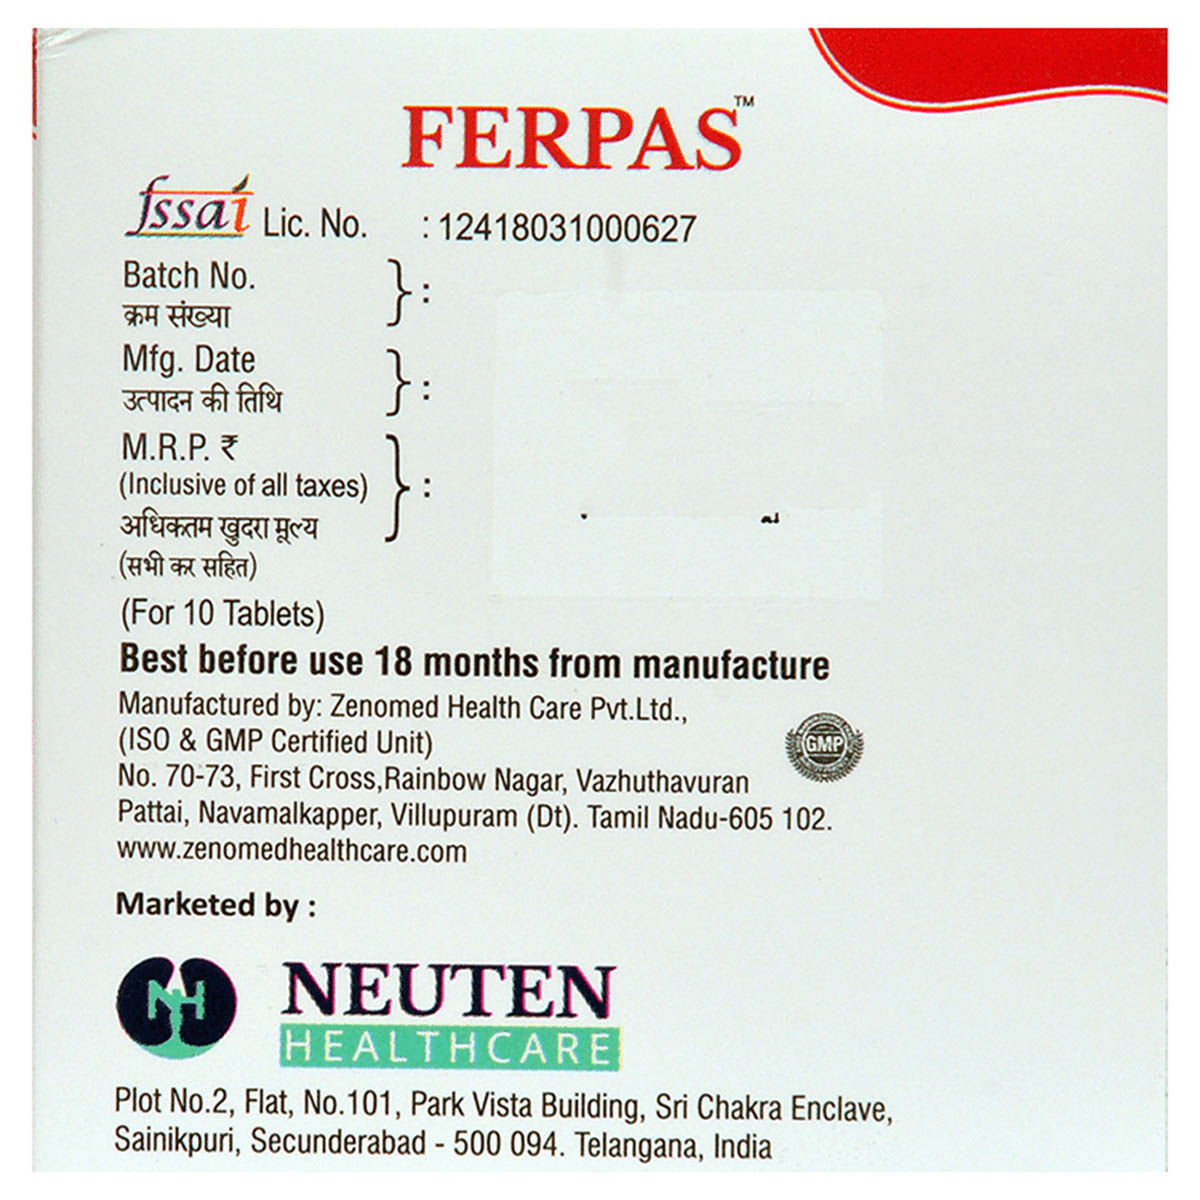 FERPAS™
fssai Lic. No. : 12418031000627
Batch No.
क्रम संख्या } :
Mfg. Date
उत्पादन की तिथि } :
M.R.P. ₹
(Inclusive of all taxes) } :
अधिकतम खुदरा मूल्य
(सभी कर सहित)
(For 10 Tablets)
Best before use 18 months from manufacture
Manufactured by: Zenomed Health Care Pvt.Ltd.,
(ISO & GMP Certified Unit)
GMP
No. 70-73, First Cross,Rainbow Nagar, Vazhuthavuran
Pattai, Navamalkapper, Villupuram (Dt). Tamil Nadu-605 102.
www.zenomedhealthcare.com
Marketed by :
NH NEUTEN
HEALTHCARE
Plot No.2, Flat, No.101, Park Vista Building, Sri Chakra Enclave,
Sainikpuri, Secunderabad - 500 094. Telangana, India